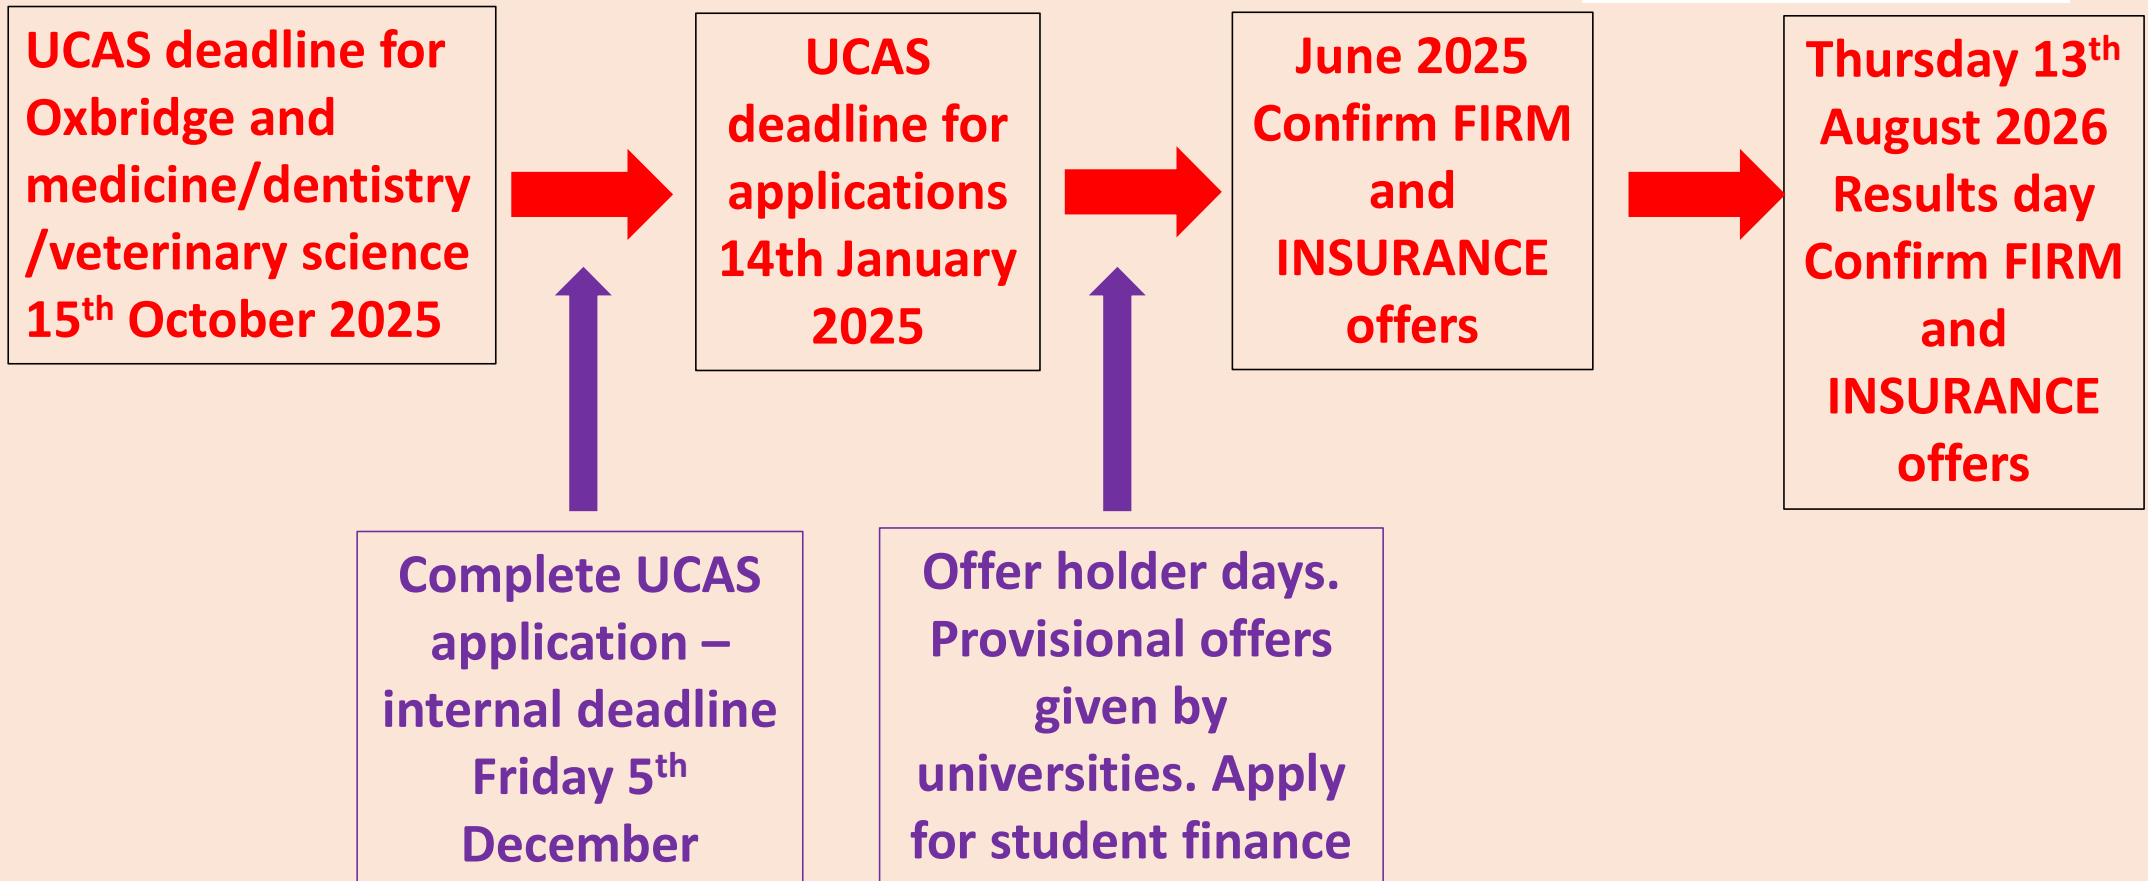 UCAS deadline for
Oxbridge and
medicine/dentistry
/veterinary science
15th October 2025
UCAS
deadline for
applications
14th January
2025
June 2025
Confirm FIRM
and
INSURANCE
offers
Thursday 13th
August 2026
Results day
Confirm FIRM
and
INSURANCE
offers
Complete UCAS
application –
internal deadline
Friday 5th
December
Offer holder days.
Provisional offers
given by
universities. Apply
for student finance